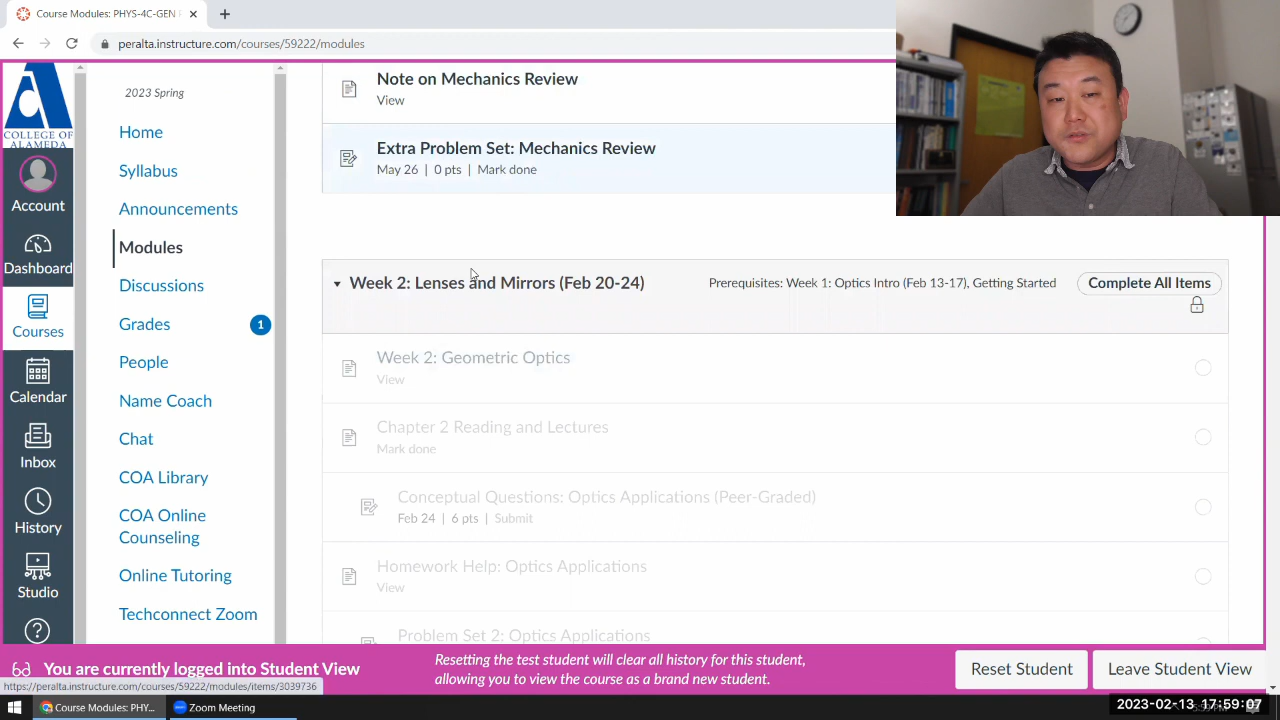 Course Modules: PHYS-4C-GEN
peralta.instructure.com/courses/59222/modules
COLLEGE OF
ALAMEDA
Account
Dashboard
Courses
Calendar
Inbox
History
Studio
2023 Spring
Home
Syllabus
Announcements
Modules
Discussions
Grades
1
People
Name Coach
Chat
COA Library
COA Online
Counseling
Online Tutoring
Techconnect Zoom
Note on Mechanics Review
View
Extra Problem Set: Mechanics Review
May 26 | 0 pts | Mark done
Week 2: Lenses and Mirrors (Feb 20-24)
Prerequisites: Week 1: Optics Intro (Feb 13-17), Getting Started
Complete All Items
Week 2: Geometric Optics
View
Chapter 2 Reading and Lectures
Mark done
Conceptual Questions: Optics Applications (Peer-Graded)
Feb 24 | 6 pts | Submit
Homework Help: Optics Applications
View
Problem Set 2: Optics Applications
You are currently logged into Student View
Resetting the test student will clear all history for this student,
allowing you to view the course as a brand new student.
Reset Student
Leave Student View
https://peralta.instructure.com/courses/59222/modules/items/3039736
Course Modules: PHY...
Zoom Meeting
2023-02-13 17:59:07